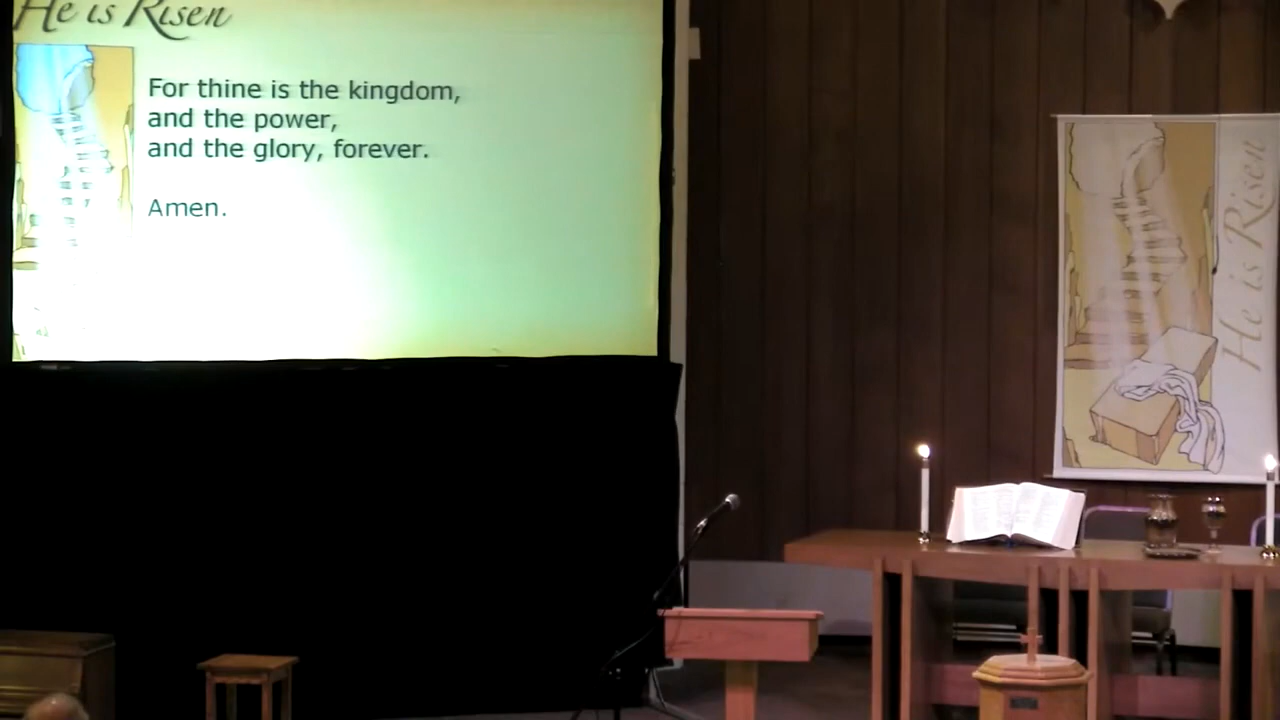 He is Risen
For thine is the kingdom,
and the power,
and the glory, forever.
Amen.
He is Risen